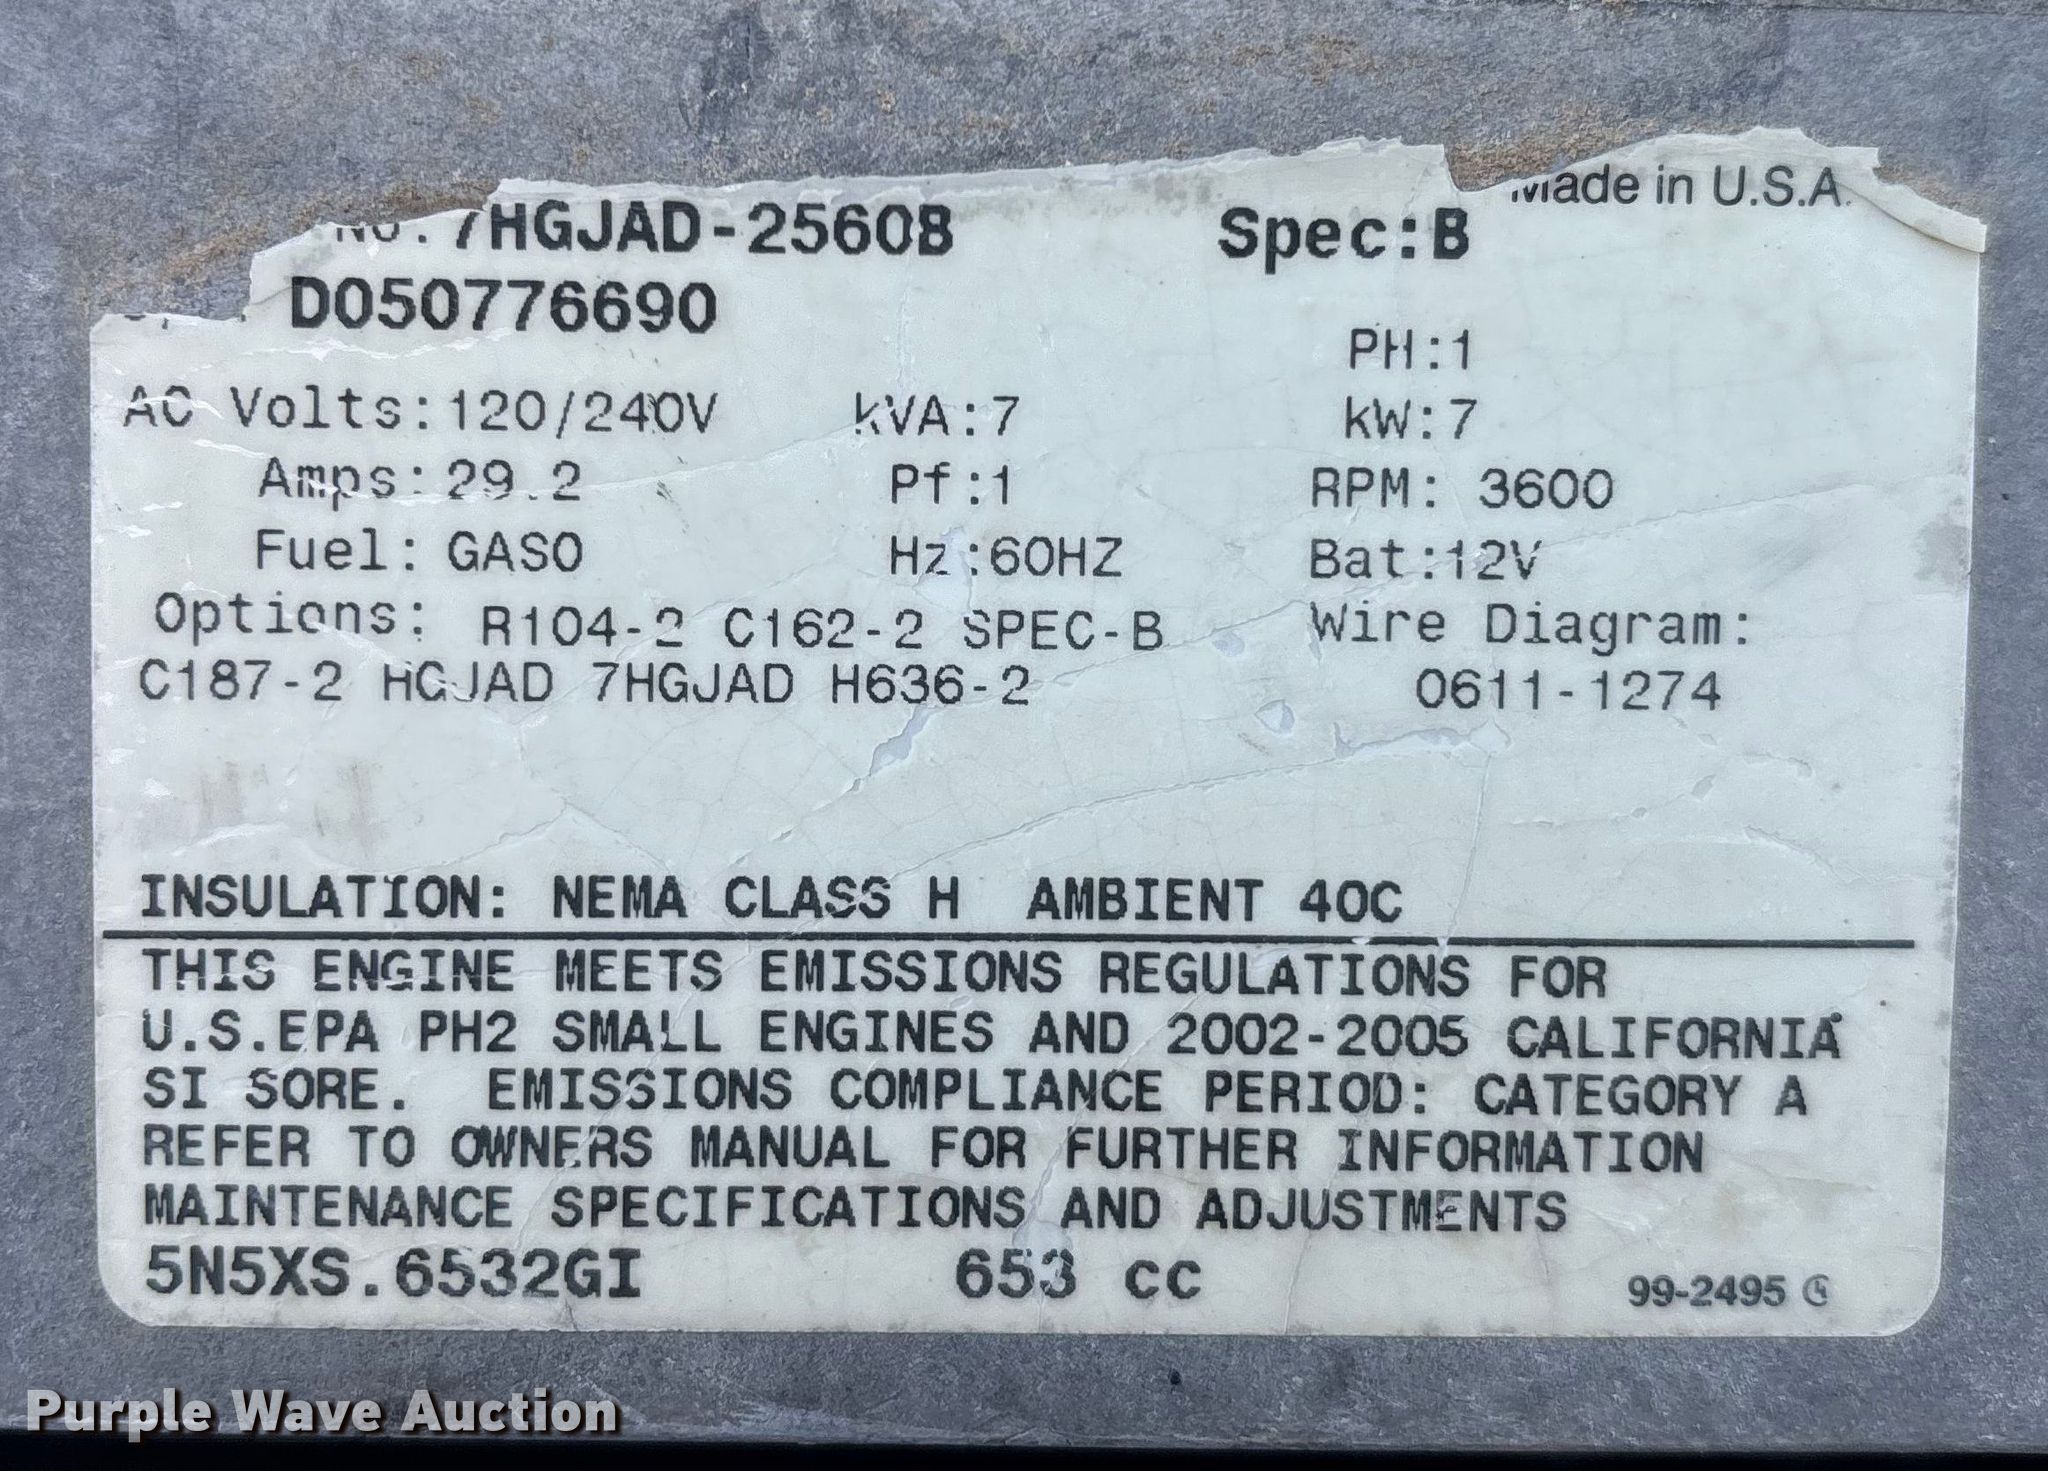 Made in U.S.A.
No. 7HGJAD-2560B Spec:B
D050776690
PH:1
AC Volts:120/240V kVA:7 kW:7
Amps:29.2 Pf:1 RPM: 3600
Fuel: GASO Hz:60HZ Bat:12V
Options: R104-2 C162-2 SPEC-B Wire Diagram:
C187-2 HGJAD 7HGJAD H636-2 0611-1274
INSULATION: NEMA CLASS H AMBIENT 40C
THIS ENGINE MEETS EMISSIONS REGULATIONS FOR
U.S.EPA PH2 SMALL ENGINES AND 2002-2005 CALIFORNIA
SI SORE. EMISSIONS COMPLIANCE PERIOD: CATEGORY A
REFER TO OWNERS MANUAL FOR FURTHER INFORMATION
MAINTENANCE SPECIFICATIONS AND ADJUSTMENTS
5N5XS.6532GI 653 cc
99-2495
Purple Wave Auction